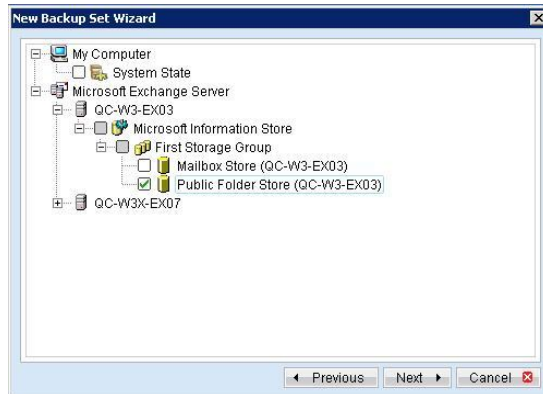 New Backup Set Wizard
My Computer
System State
Microsoft Exchange Server
QC-W3-EX03
Microsoft Information Store
First Storage Group
Mailbox Store (QC-W3-EX03)
Public Folder Store (QC-W3-EX03)
QC-W3X-EX07
Previous Next Cancel